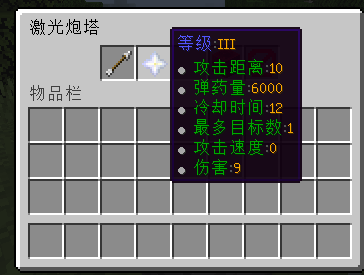 激光炮塔
等级:III
攻击距离:10
弹药量:6000
冷却时间:12
最多目标数:1
攻击速度:0
伤害:9
物品栏